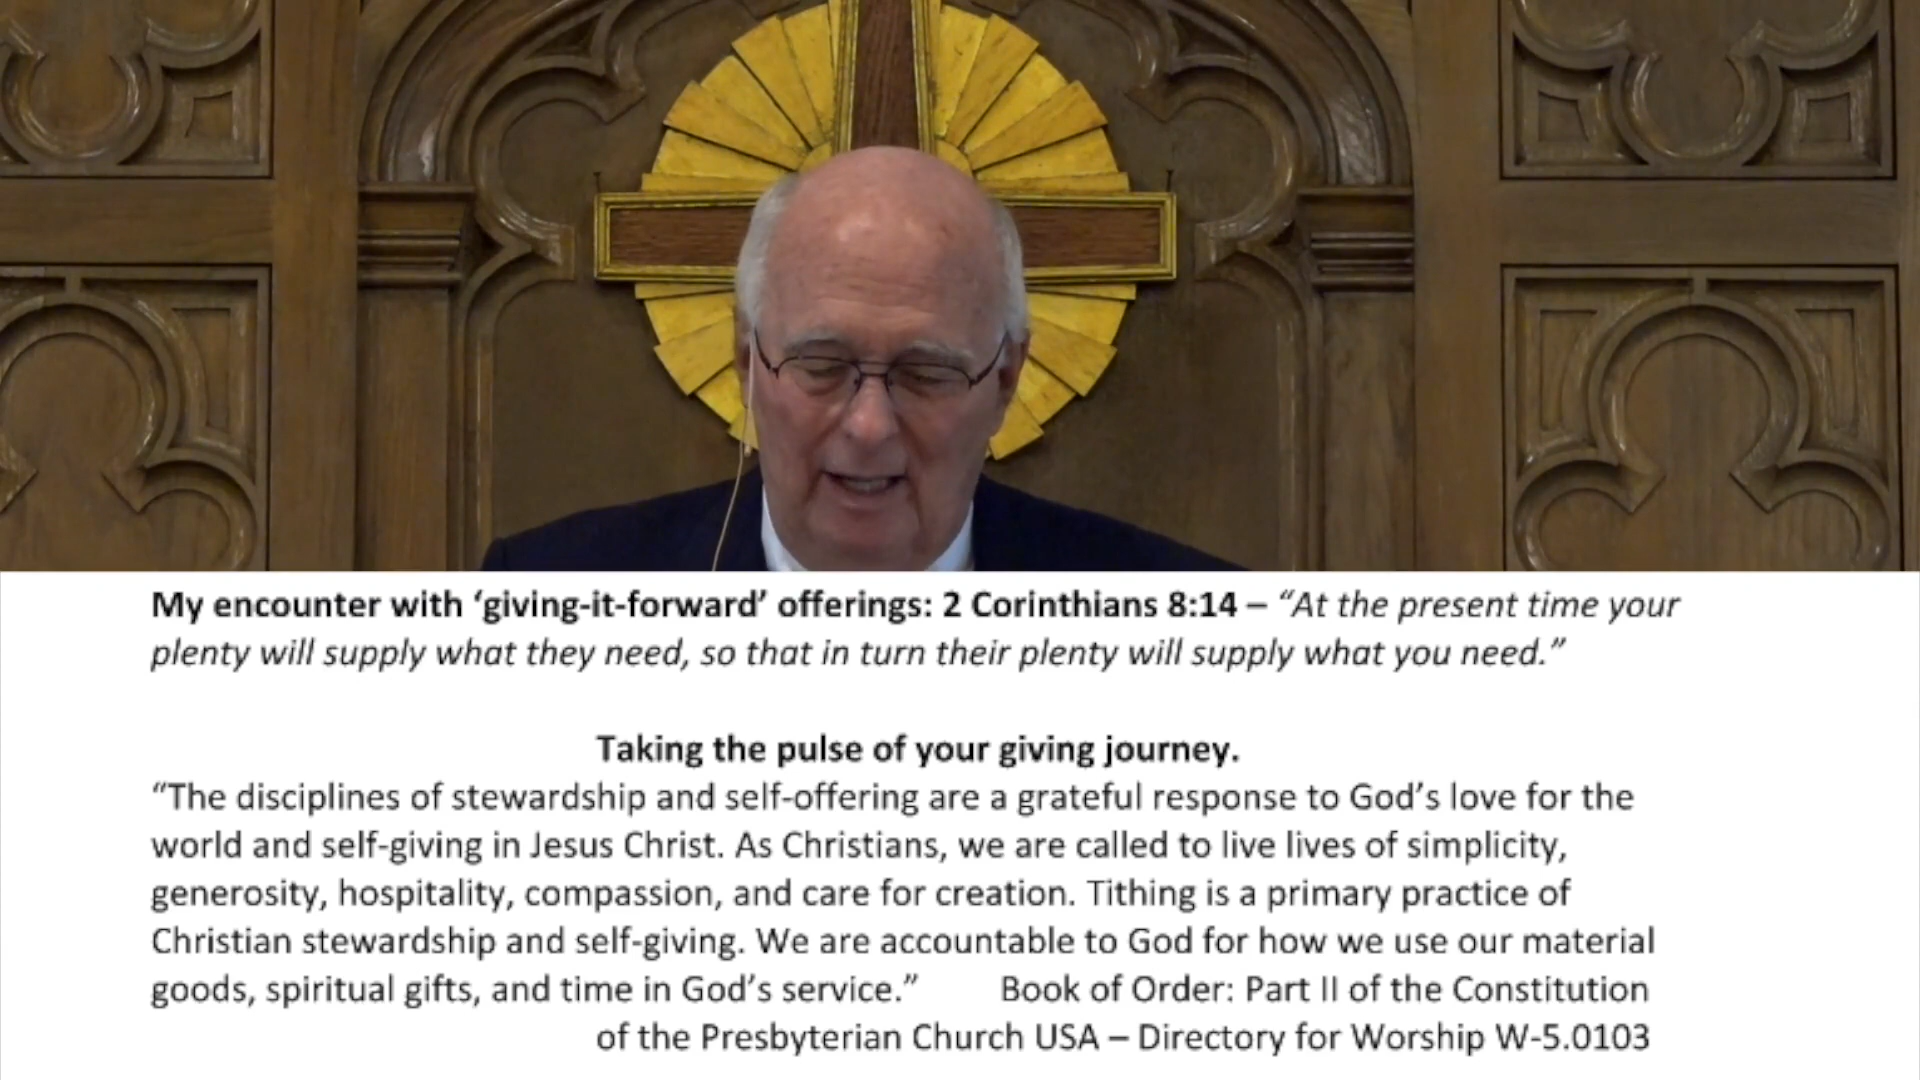 My encounter with ‘giving-it-forward’ offerings: 2 Corinthians 8:14 – “At the present time your
plenty will supply what they need, so that in turn their plenty will supply what you need.”
Taking the pulse of your giving journey.
“The disciplines of stewardship and self-offering are a grateful response to God’s love for the
world and self-giving in Jesus Christ. As Christians, we are called to live lives of simplicity,
generosity, hospitality, compassion, and care for creation. Tithing is a primary practice of
Christian stewardship and self-giving. We are accountable to God for how we use our material
goods, spiritual gifts, and time in God’s service.” Book of Order: Part II of the Constitution
of the Presbyterian Church USA – Directory for Worship W-5.0103